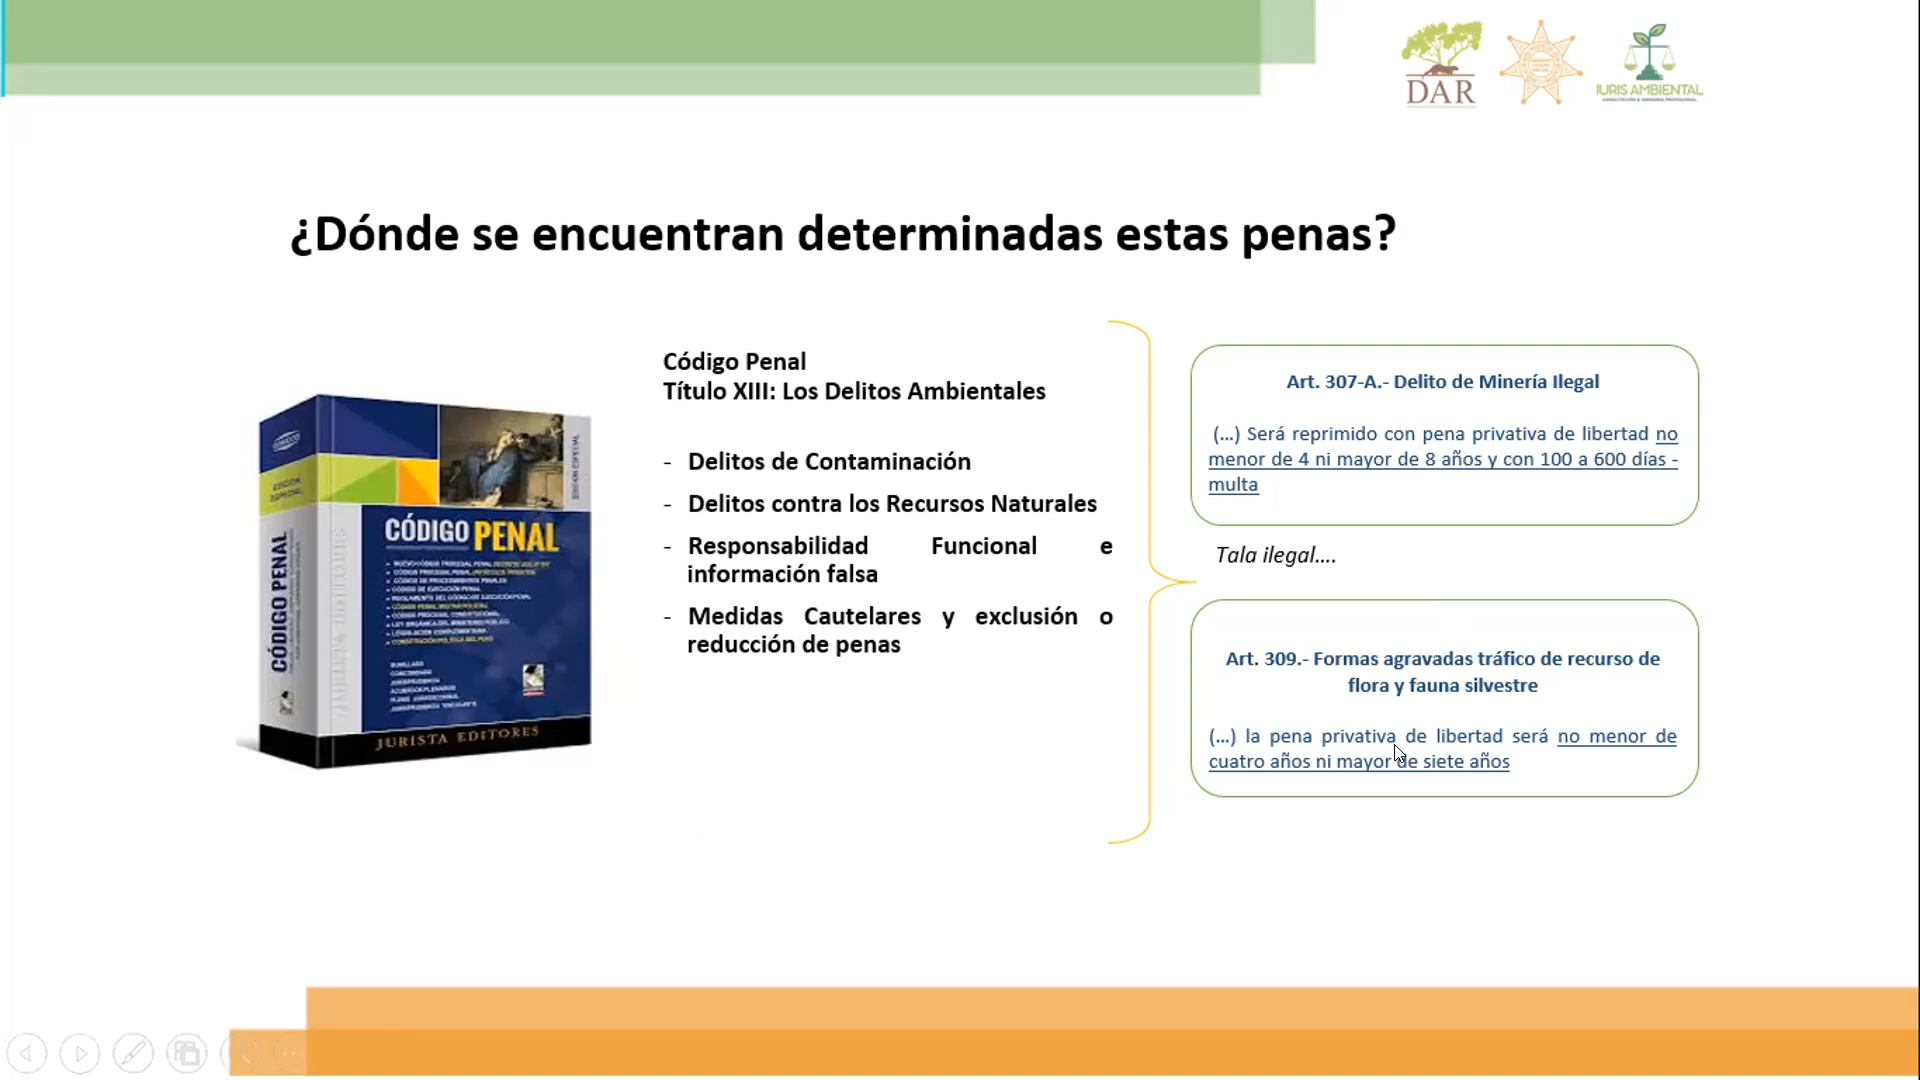 DAR
IURIS AMBIENTAL
¿Dónde se encuentran determinadas estas penas?
Código Penal
Título XIII: Los Delitos Ambientales
- Delitos de Contaminación
- Delitos contra los Recursos Naturales
- Responsabilidad Funcional e
información falsa
- Medidas Cautelares y exclusión o
reducción de penas
Art. 307-A.- Delito de Minería Ilegal
(...) Será reprimido con pena privativa de libertad no
menor de 4 ni mayor de 8 años y con 100 a 600 días -
multa
Tala ilegal....
Art. 309.- Formas agravadas tráfico de recurso de
flora y fauna silvestre
(...) la pena privativa de libertad será no menor de
cuatro años ni mayor de siete años
EDICIÓN
ESPECIAL
CÓDIGO PENAL
CÓDIGO PENAL
JURISTA EDITORES